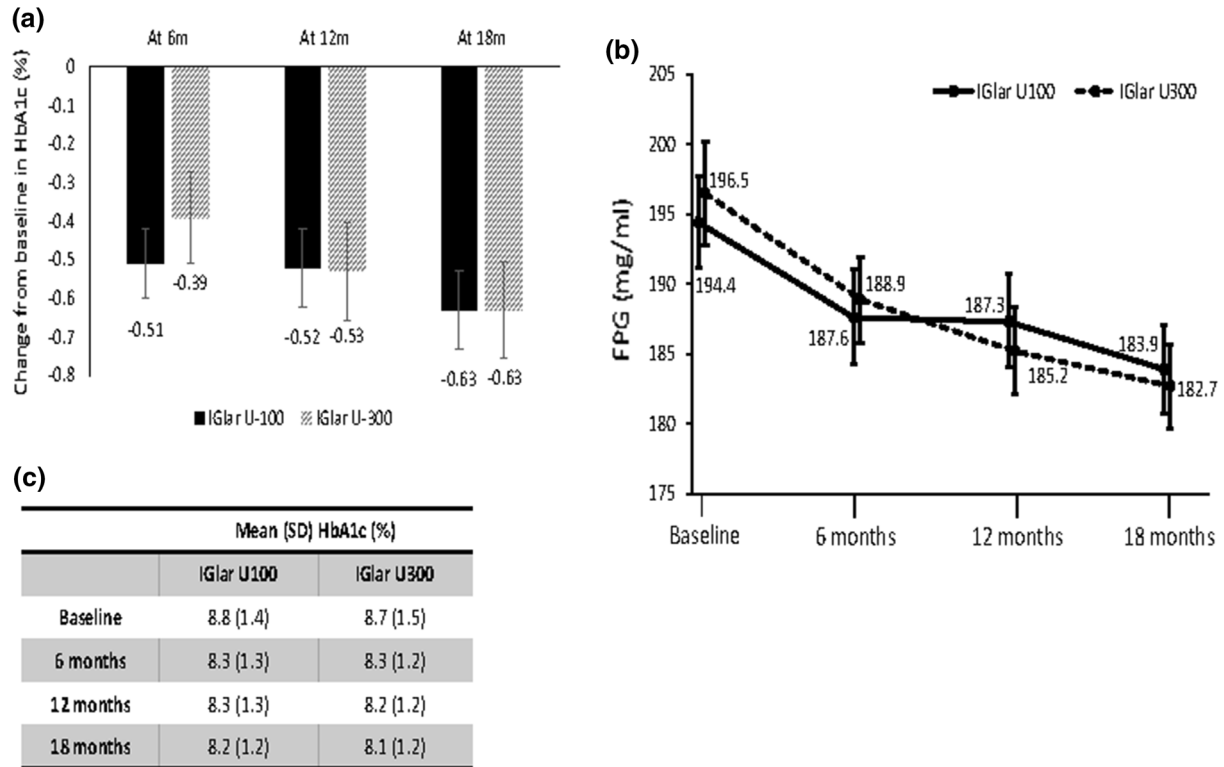 (a)
At 6m At 12m At 18m
Change from baseline in HbA1c (%)
0
-0.1
-0.2
-0.3
-0.4
-0.5
-0.6
-0.7
-0.8
-0.51
-0.39
-0.52
-0.53
-0.63
-0.63
IGlar U-100 IGlar U-300
(b)
IGlar U100 IGlar U300
FPG (mg/ml)
205
200
195
190
185
180
175
196.5
194.4
188.9
187.6
187.3
185.2
183.9
182.7
Baseline 6 months 12 months 18 months
(c)
Mean (SD) HbA1c (%)
IGlar U100 IGlar U300
Baseline 8.8 (1.4) 8.7 (1.5)
6 months 8.3 (1.3) 8.3 (1.2)
12 months 8.3 (1.3) 8.2 (1.2)
18 months 8.2 (1.2) 8.1 (1.2)